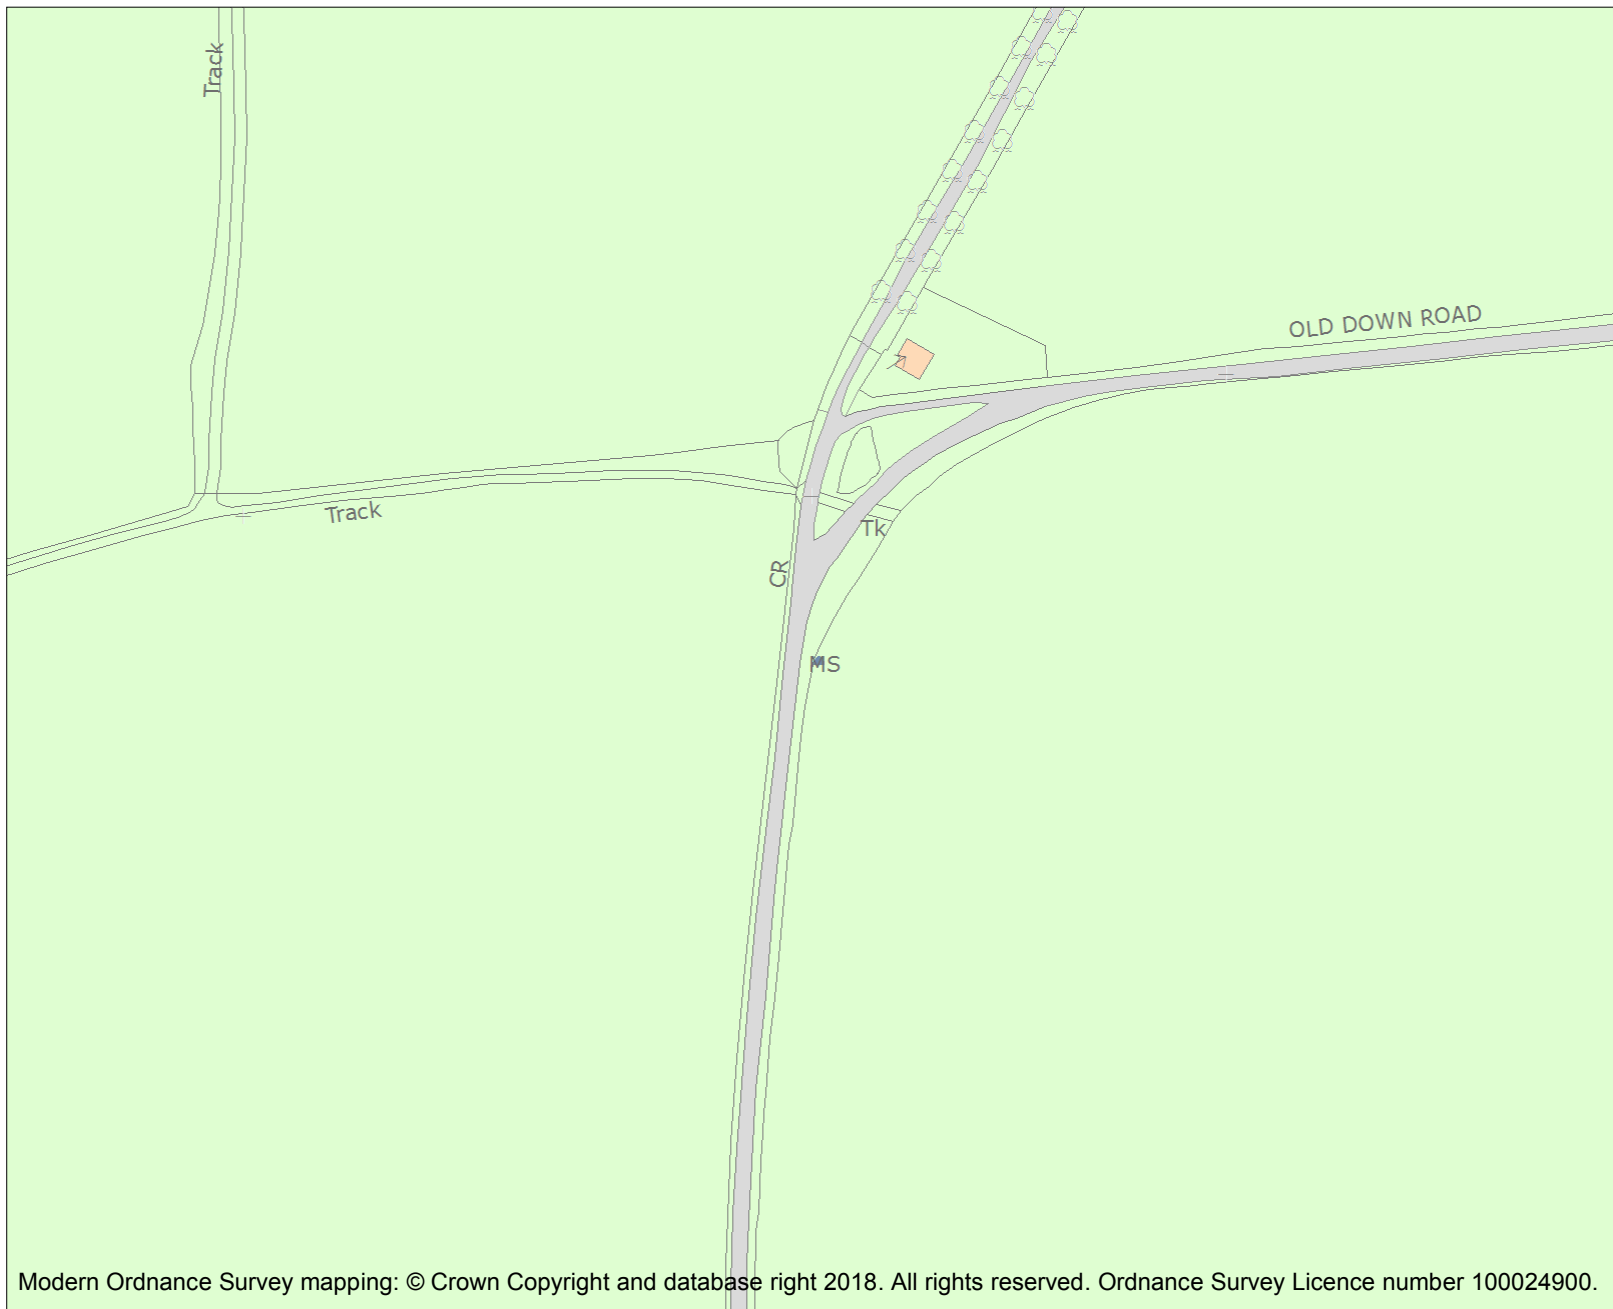 Track
OLD DOWN ROAD
Track
Tk
CR
MS
Modern Ordnance Survey mapping: © Crown Copyright and database right 2018. All rights reserved. Ordnance Survey Licence number 100024900.